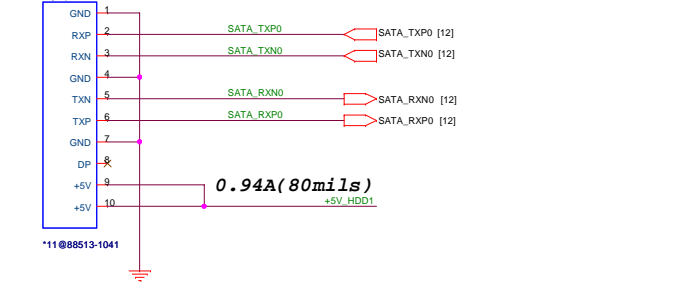 GND 1
RXP 2 SATA_TXP0 SATA_TXP0 [12]
RXN 3 SATA_TXN0 SATA_TXN0 [12]
GND 4
TXN 5 SATA_RXN0 SATA_RXN0 [12]
TXP 6 SATA_RXP0 SATA_RXP0 [12]
GND 7
DP 8
+5V 9 0.94A(80mils)
+5V 10 +5V_HDD1
*11@88513-1041